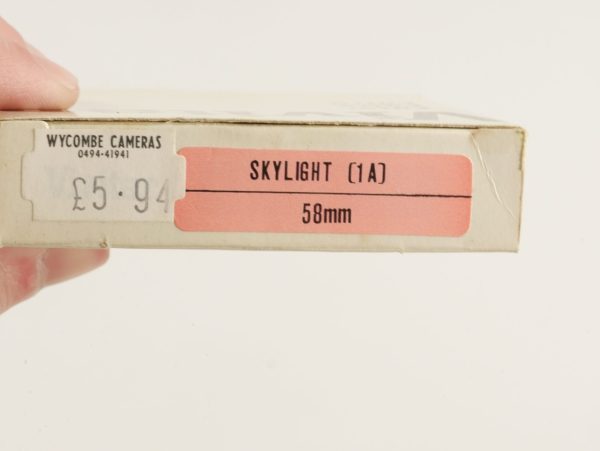 WYCOMBE CAMERAS
0494-41941
£5.94
SKYLIGHT (1A)
58mm